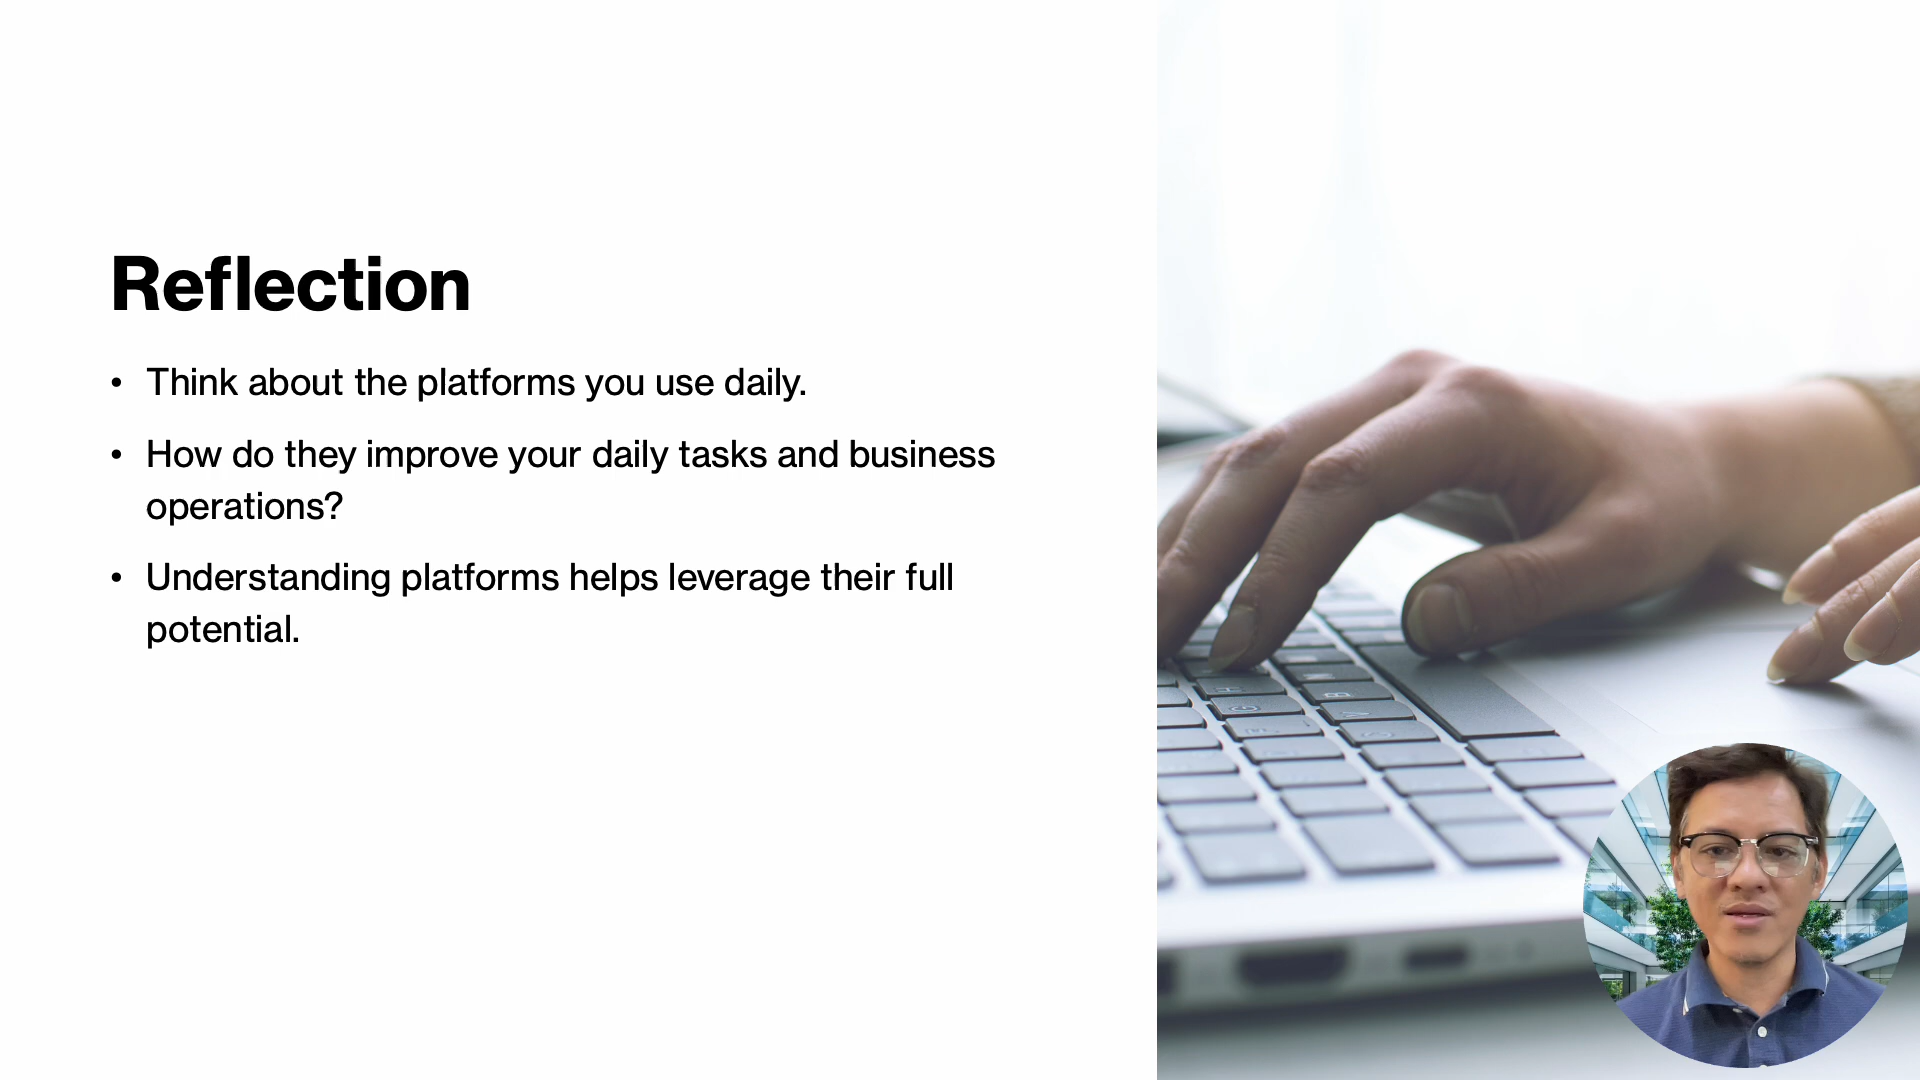 Reflection
• Think about the platforms you use daily.
• How do they improve your daily tasks and business
operations?
• Understanding platforms helps leverage their full
potential.